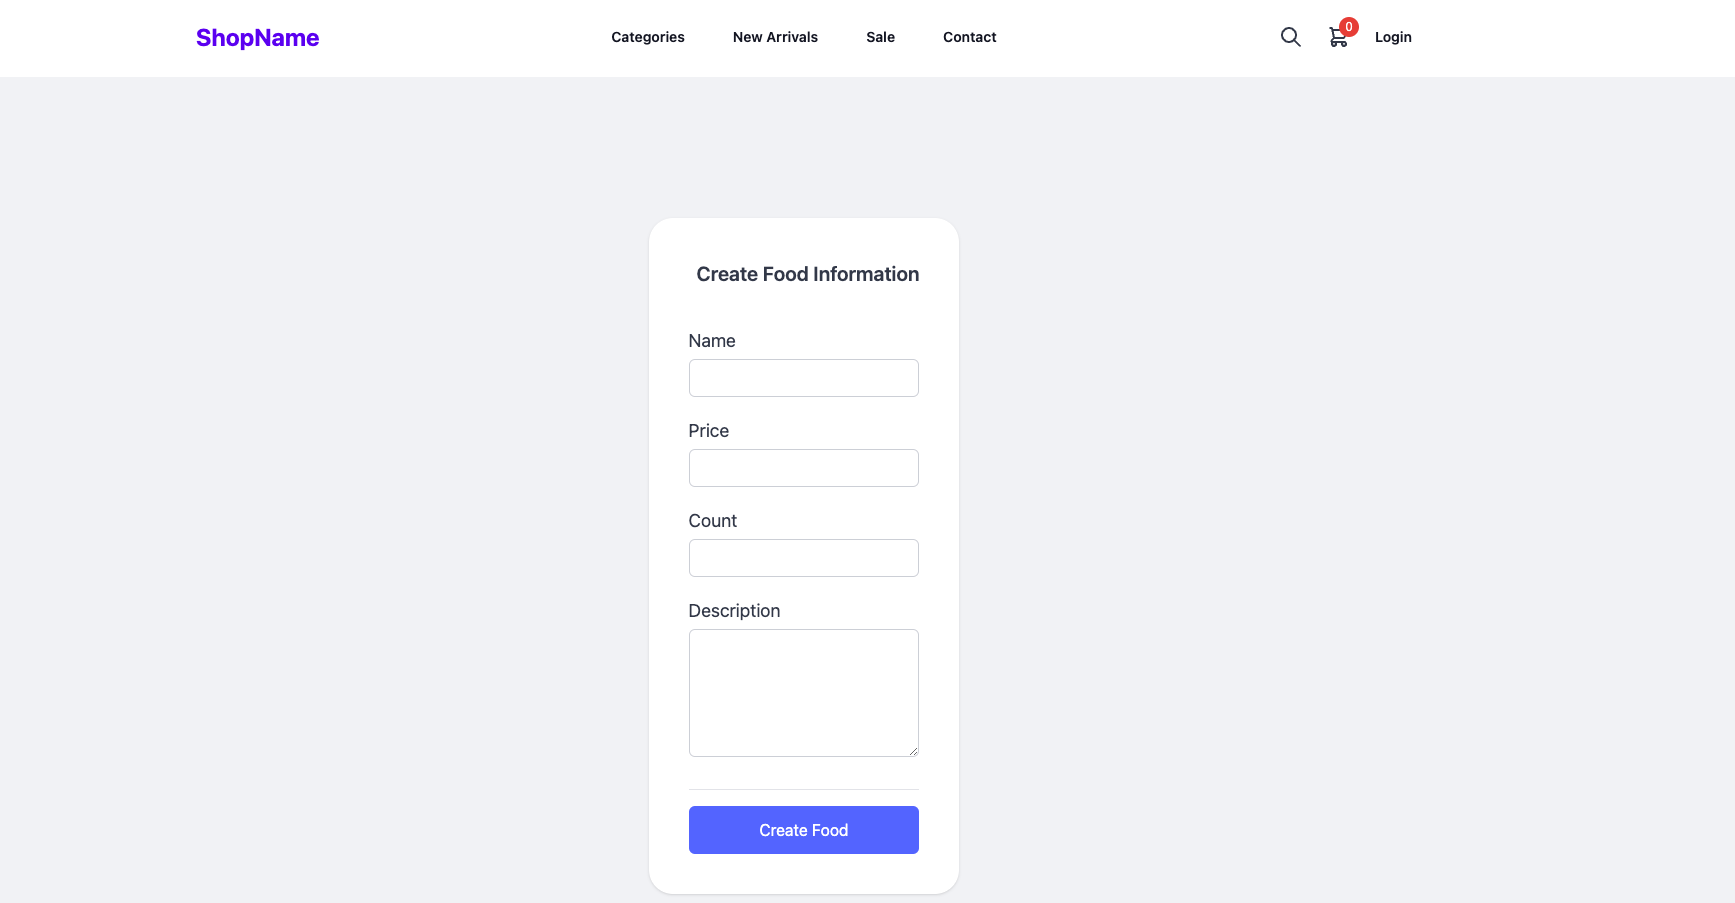 ShopName
Categories New Arrivals Sale Contact
0
Login
Create Food Information
Name
Price
Count
Description
Create Food